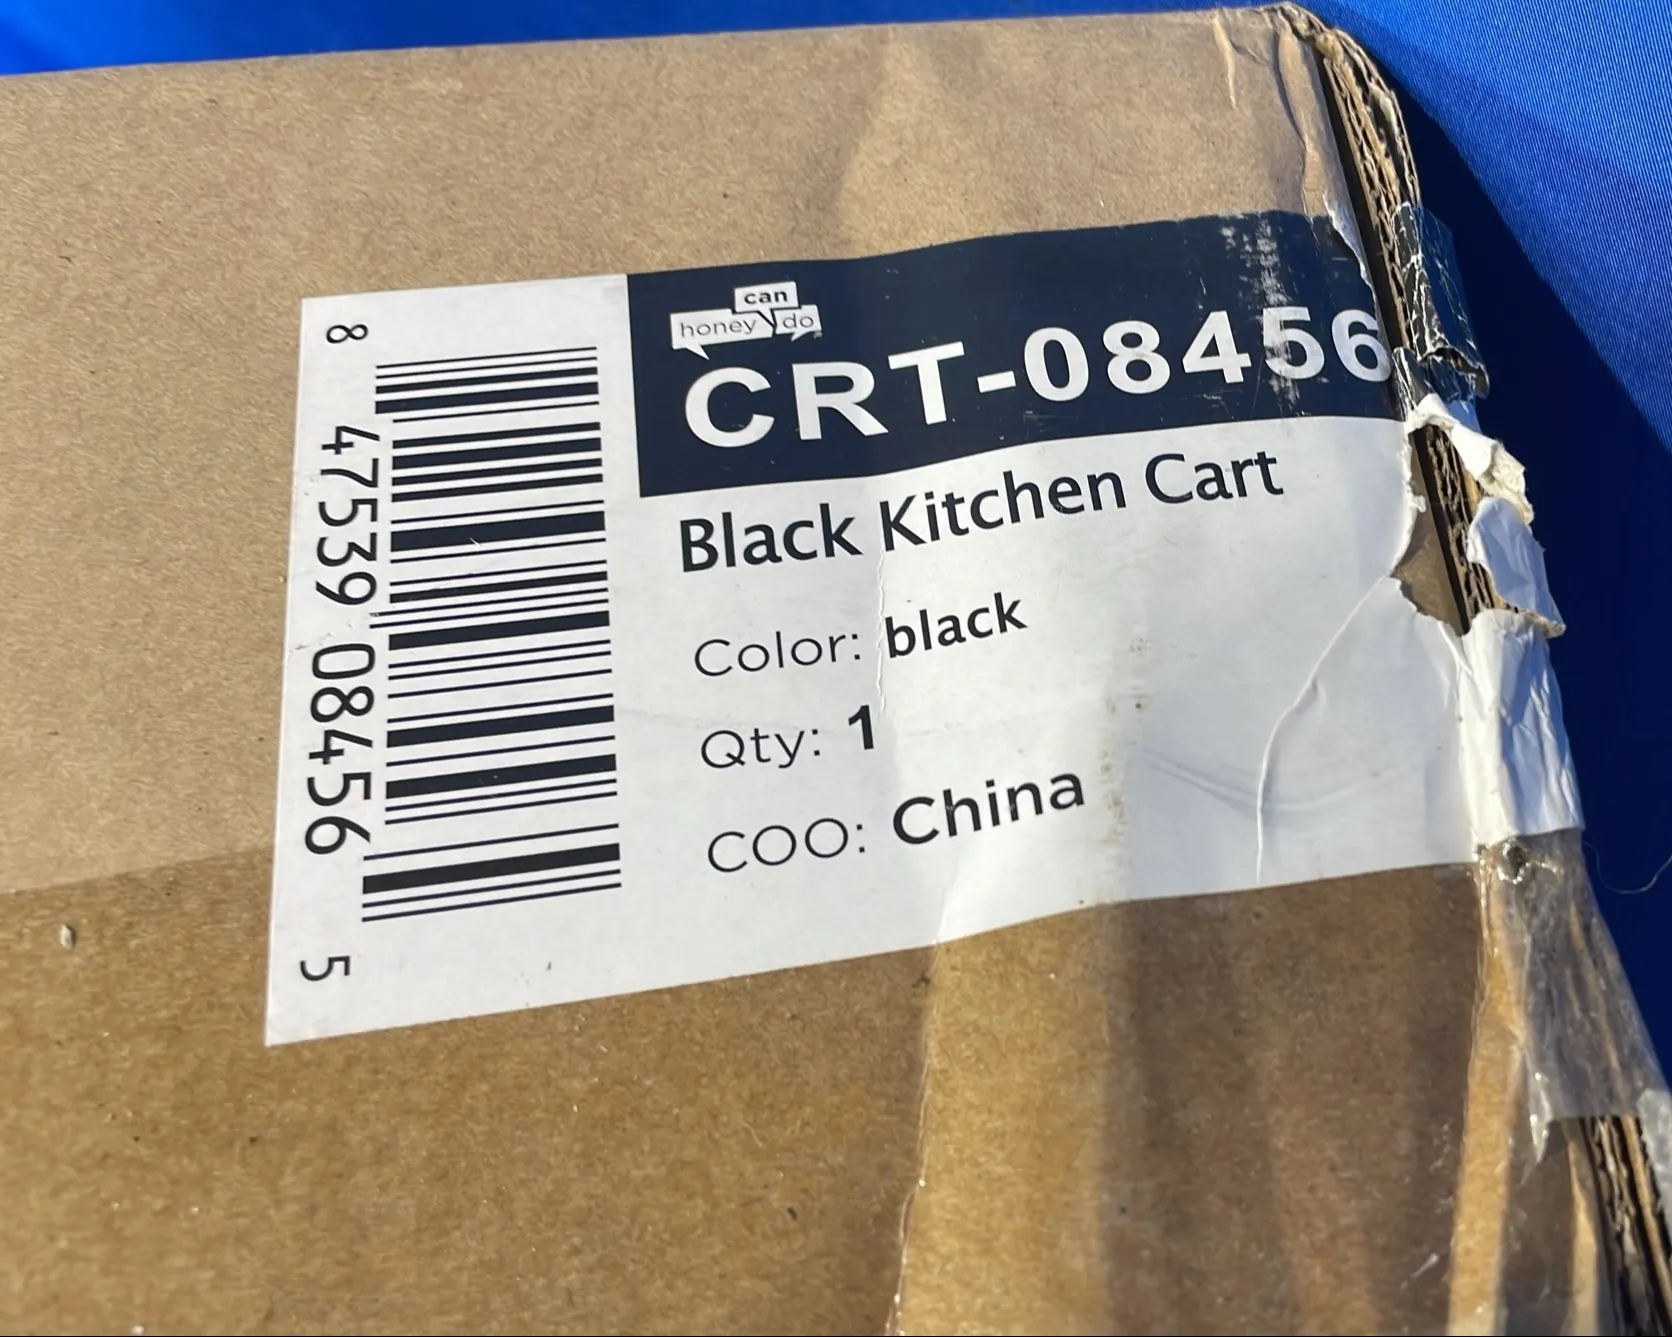 can
honey do
CRT-08456
Black Kitchen Cart
Color: black
Qty: 1
COO: China
8 47539 08456 5